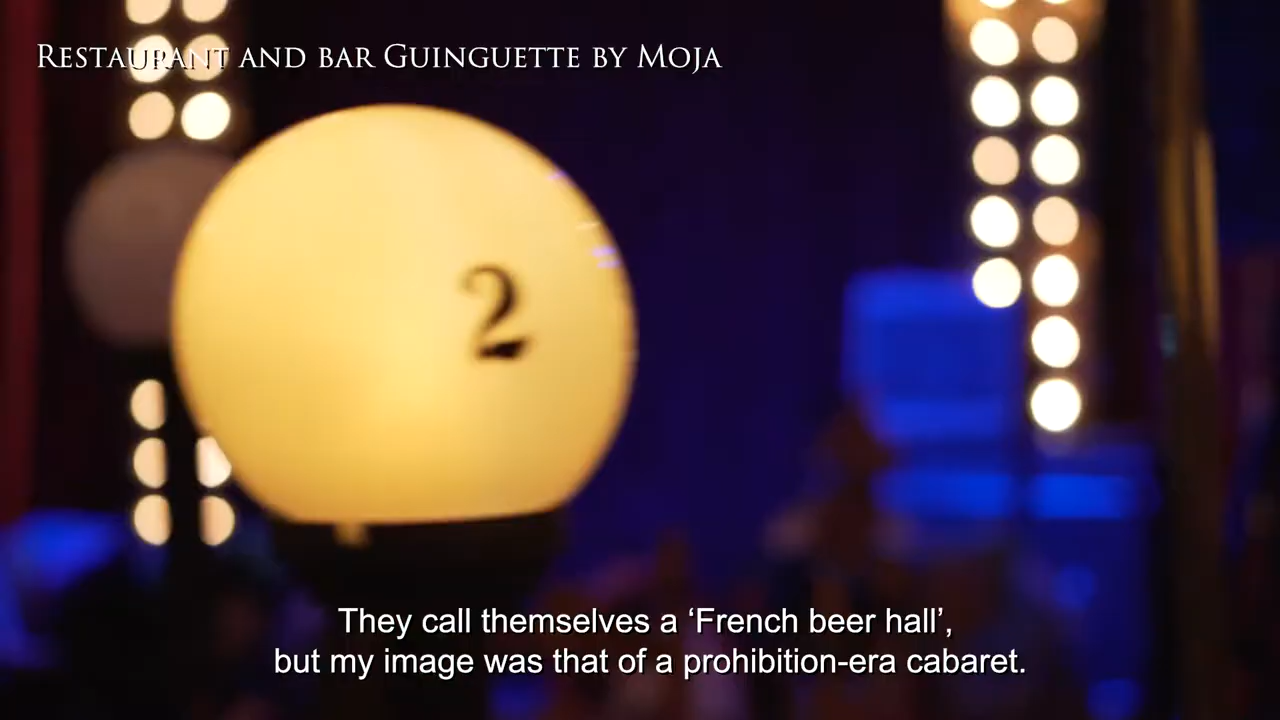 Restaurant and bar Guinguette by Moja
2
They call themselves a ‘French beer hall’,
but my image was that of a prohibition-era cabaret.